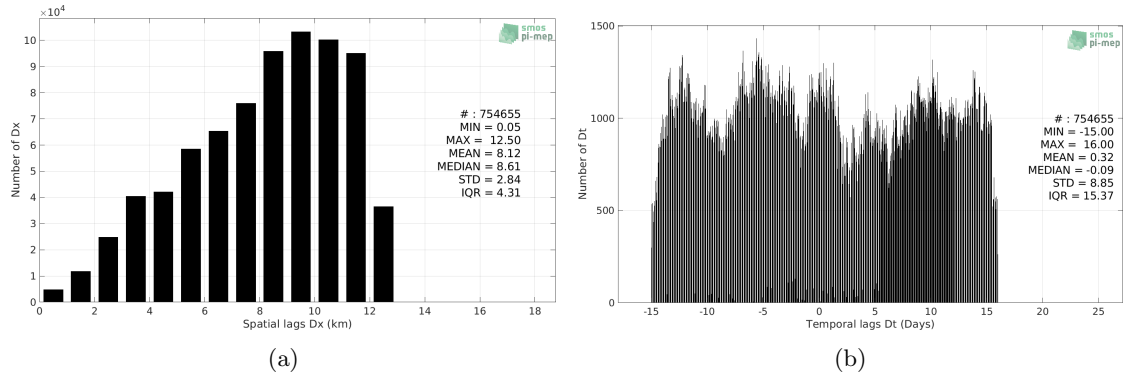 ×10⁴
10
9
8
7
6
5
4
3
2
1
0
Number of Dx
0 2 4 6 8 10 12 14 16 18
Spatial lags Dx (km)
smos
pi-mep
# : 754655
MIN = 0.05
MAX = 12.50
MEAN = 8.12
MEDIAN = 8.61
STD = 2.84
IQR = 4.31
(a)
1500
1000
500
0
Number of Dt
-15 -10 -5 0 5 10 15 20 25
Temporal lags Dt (Days)
smos
pi-mep
# : 754655
MIN = -15.00
MAX = 16.00
MEAN = 0.32
MEDIAN = -0.09
STD = 8.85
IQR = 15.37
(b)